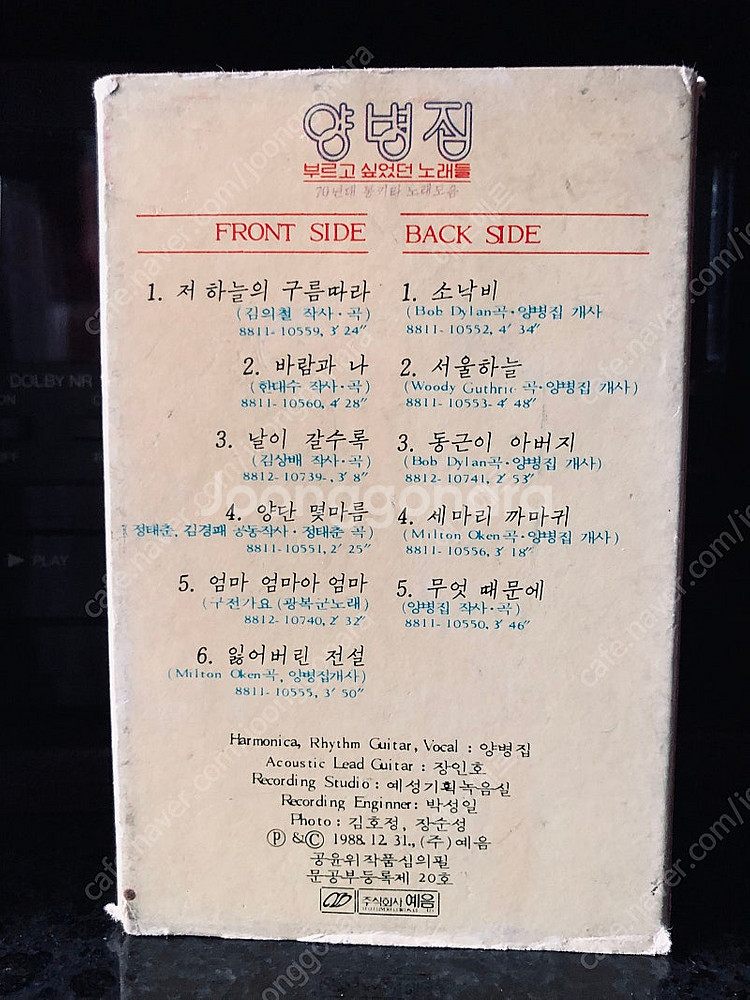 양병집
부르고 싶었던 노래들
70년대 통기타 노래모음
FRONT SIDE
1. 저 하늘의 구름따라
(김의철 작사·곡)
8811-10559, 3′ 24″
2. 바람과 나
(한대수 작사·곡)
8811-10560, 4′ 28″
3. 날이 갈수록
(김상배 작사·곡)
8812-10739-, 3′ 8″
4. 양단 몇마름
정태춘, 김경패 공동작사·정태춘 곡)
8811-10551, 2′ 25″
5. 엄마 엄마아 엄마
(구전가요(광복군노래)
8812-10740, 2′ 32″
6. 잃어버린 전설
(Milton Oken곡, 양병집개사)
8811-10555, 3′ 50″
BACK SIDE
1. 소낙비
(Bob Dylan곡·양병집 개사
8811-10552, 4′ 34″
2. 서울하늘
(Woody Guthric 곡·양병집 개사)
8811-10553-4′ 48″
3. 동근이 아버지
(Bob Dylan곡·양병집 개사)
8812-10741, 2′ 53″
4. 세마리 까마귀
(Milton Oken곡·양병집 개사)
8811-10556, 3′ 18″
5. 무엇 때문에
(양병집 작사·곡)
8811-10550, 3′ 46″
Harmonica, Rhythm Guitar, Vocal : 양병집
Acoustic Lead Guitar : 장인호
Recording Studio : 예성기획녹음실
Recording Enginner: 박성일
Photo : 김호정, 장순성
Ⓟ & Ⓒ 1988. 12. 31., (주) 예음
공윤위작품심의필
문공부등록제 20호
주식회사 예음
DOLBY NR
▶ PLAY
Joonggonara
cafe.naver.com/joonggonara